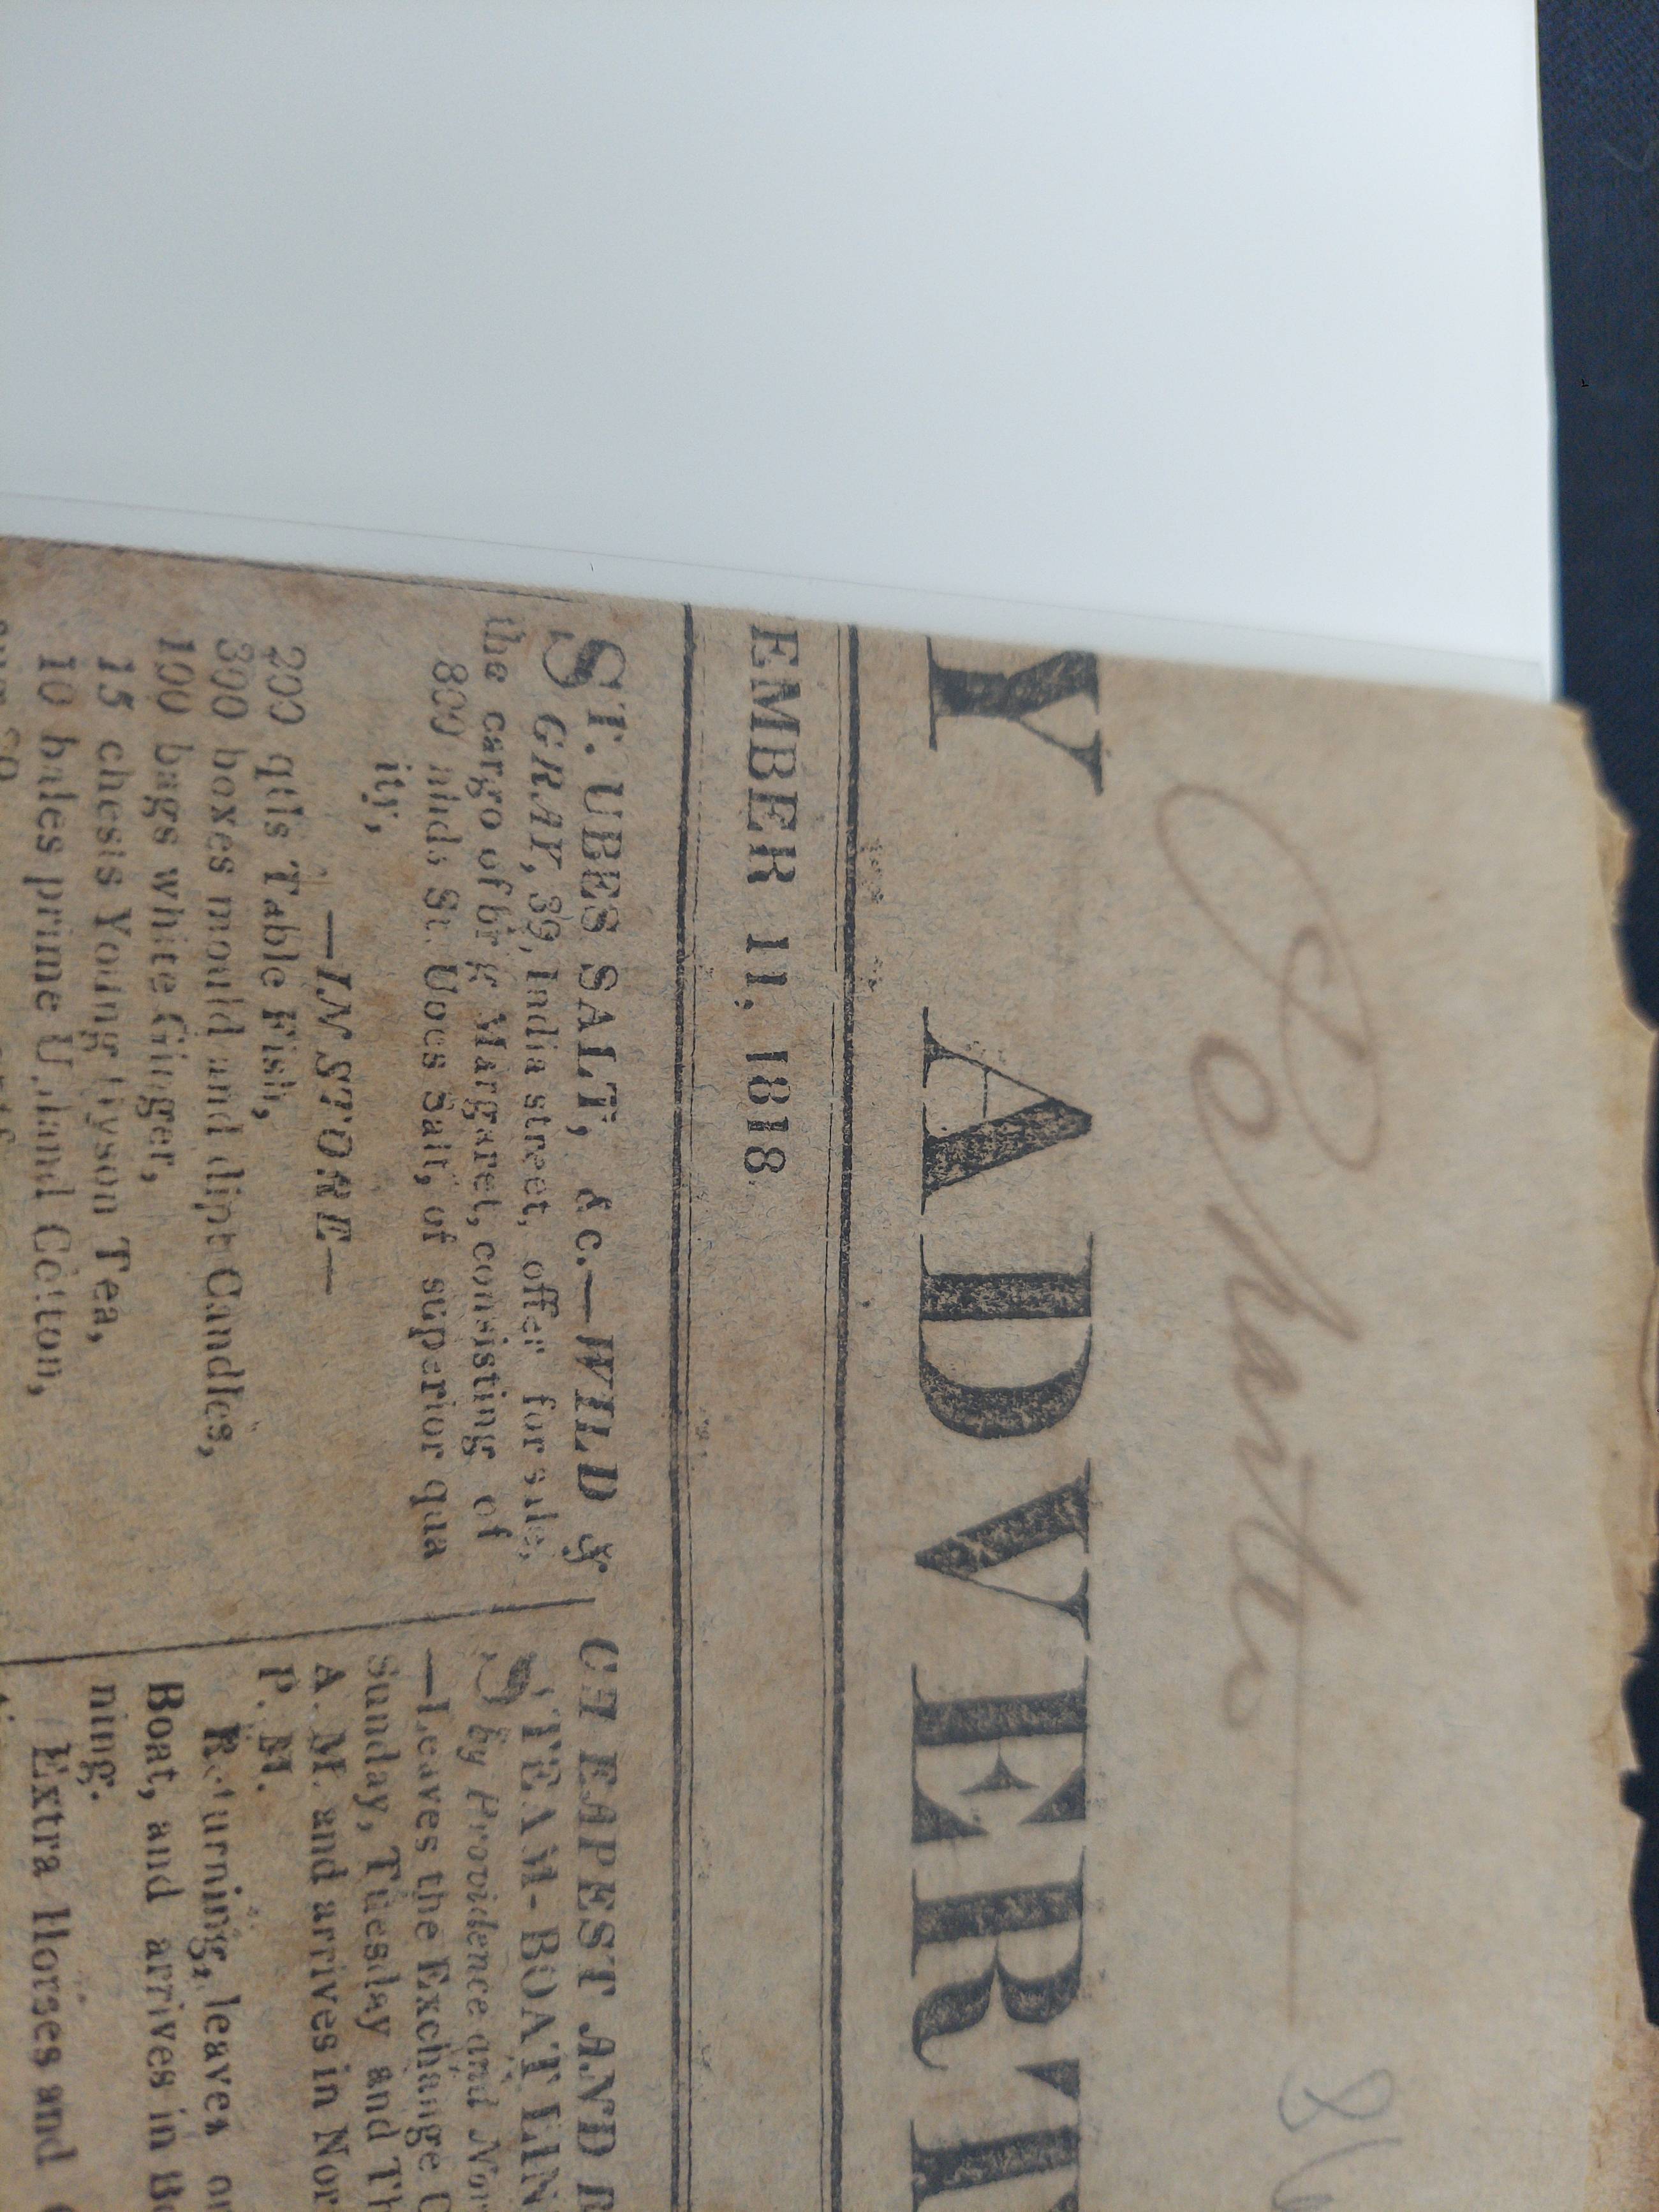 Y ADVERT
EMBER 11, 1818
ST. UBES SALT, &c.—WILD &
GRAY, 39, India street, offer for sale,
the cargo of brig Margaret, consisting of
800 hhds St. Ubes Salt, of superior qua
ity,
—IN STORE—
200 qtls Table Fish,
300 boxes mould and dipt Candles,
100 bags white Ginger,
15 chests Young Hyson Tea,
10 bales prime Upland Cotton,
CHEAPEST AND
STEAM-BOAT LIN
by Providence and Nor
—Leaves the Exchange C
Sunday, Tuesday and Th
A. M. and arrives in Nor
P. M.
Returning, leaves
Boat, and arrives in Bo
ning.
Extra Horses and